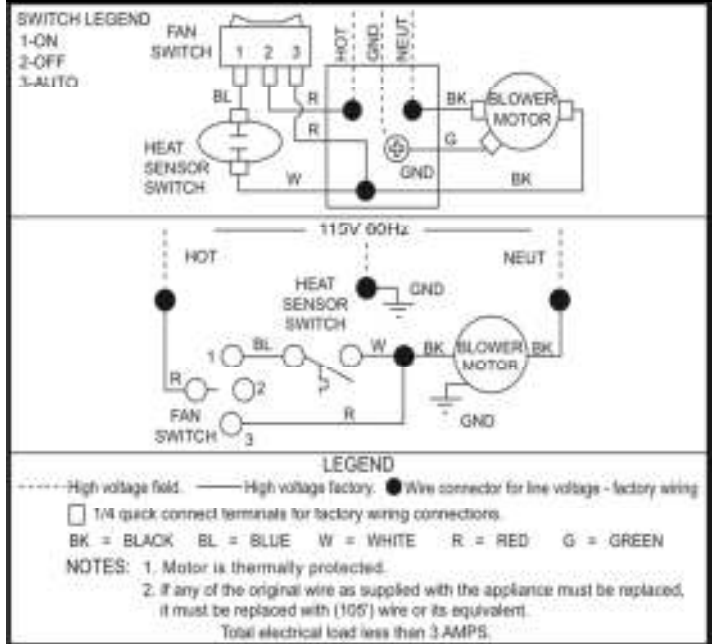 SWITCH LEGEND
1-ON
2-OFF
3-AUTO
FAN
SWITCH
1 2 3
HOT
GND
NEUT
BL
R
R
BK
BLOWER
MOTOR
G
GND
HEAT
SENSOR
SWITCH
W
BK
115V 60Hz
HOT
NEUT
HEAT
SENSOR
SWITCH
GND
1
BL
W
BK
BLOWER
MOTOR
BK
R
2
FAN
SWITCH
3
R
GND
LEGEND
High voltage field. High voltage factory. Wire connector for line voltage - factory wiring
1/4 quick connect terminals for factory wiring connections.
BK = BLACK BL = BLUE W = WHITE R = RED G = GREEN
NOTES: 1. Motor is thermally protected.
2. If any of the original wire as supplied with the appliance must be replaced,
it must be replaced with (105°) wire or its equivalent.
Total electrical load less than 3 AMPS.